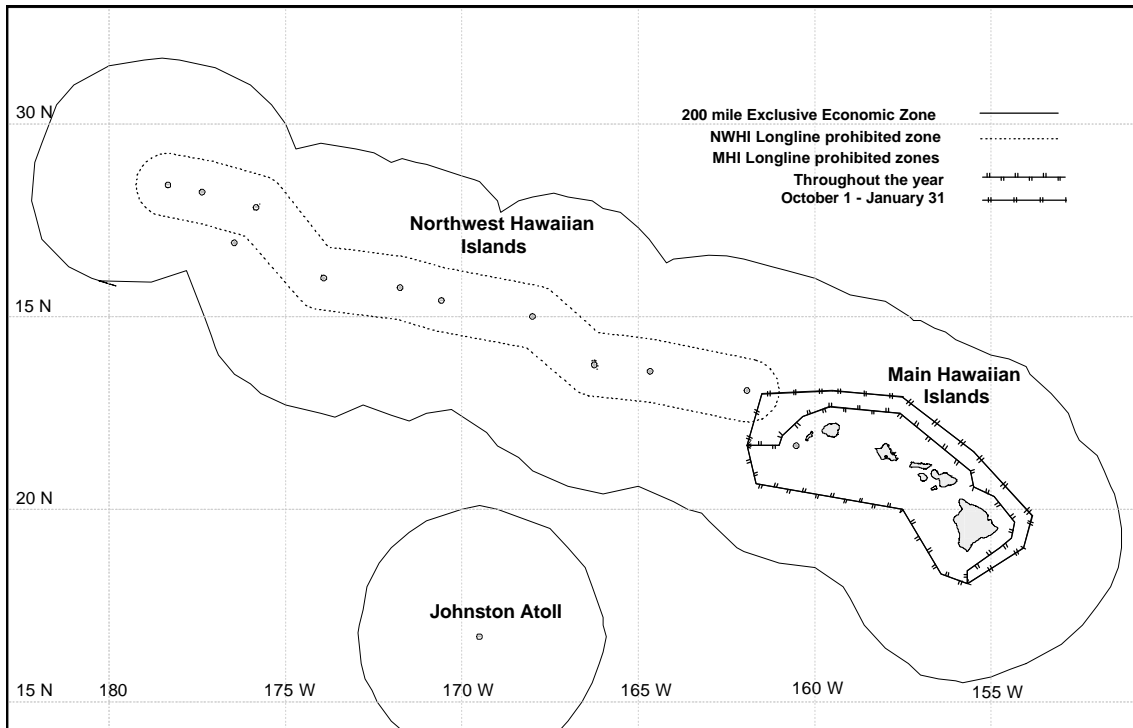 30 N
200 mile Exclusive Economic Zone
NWHI Longline prohibited zone
MHI Longline prohibited zones
Throughout the year
October 1 - January 31
Northwest Hawaiian
Islands
15 N
Main Hawaiian
Islands
20 N
Johnston Atoll
15 N
180
175 W
170 W
165 W
160 W
155 W